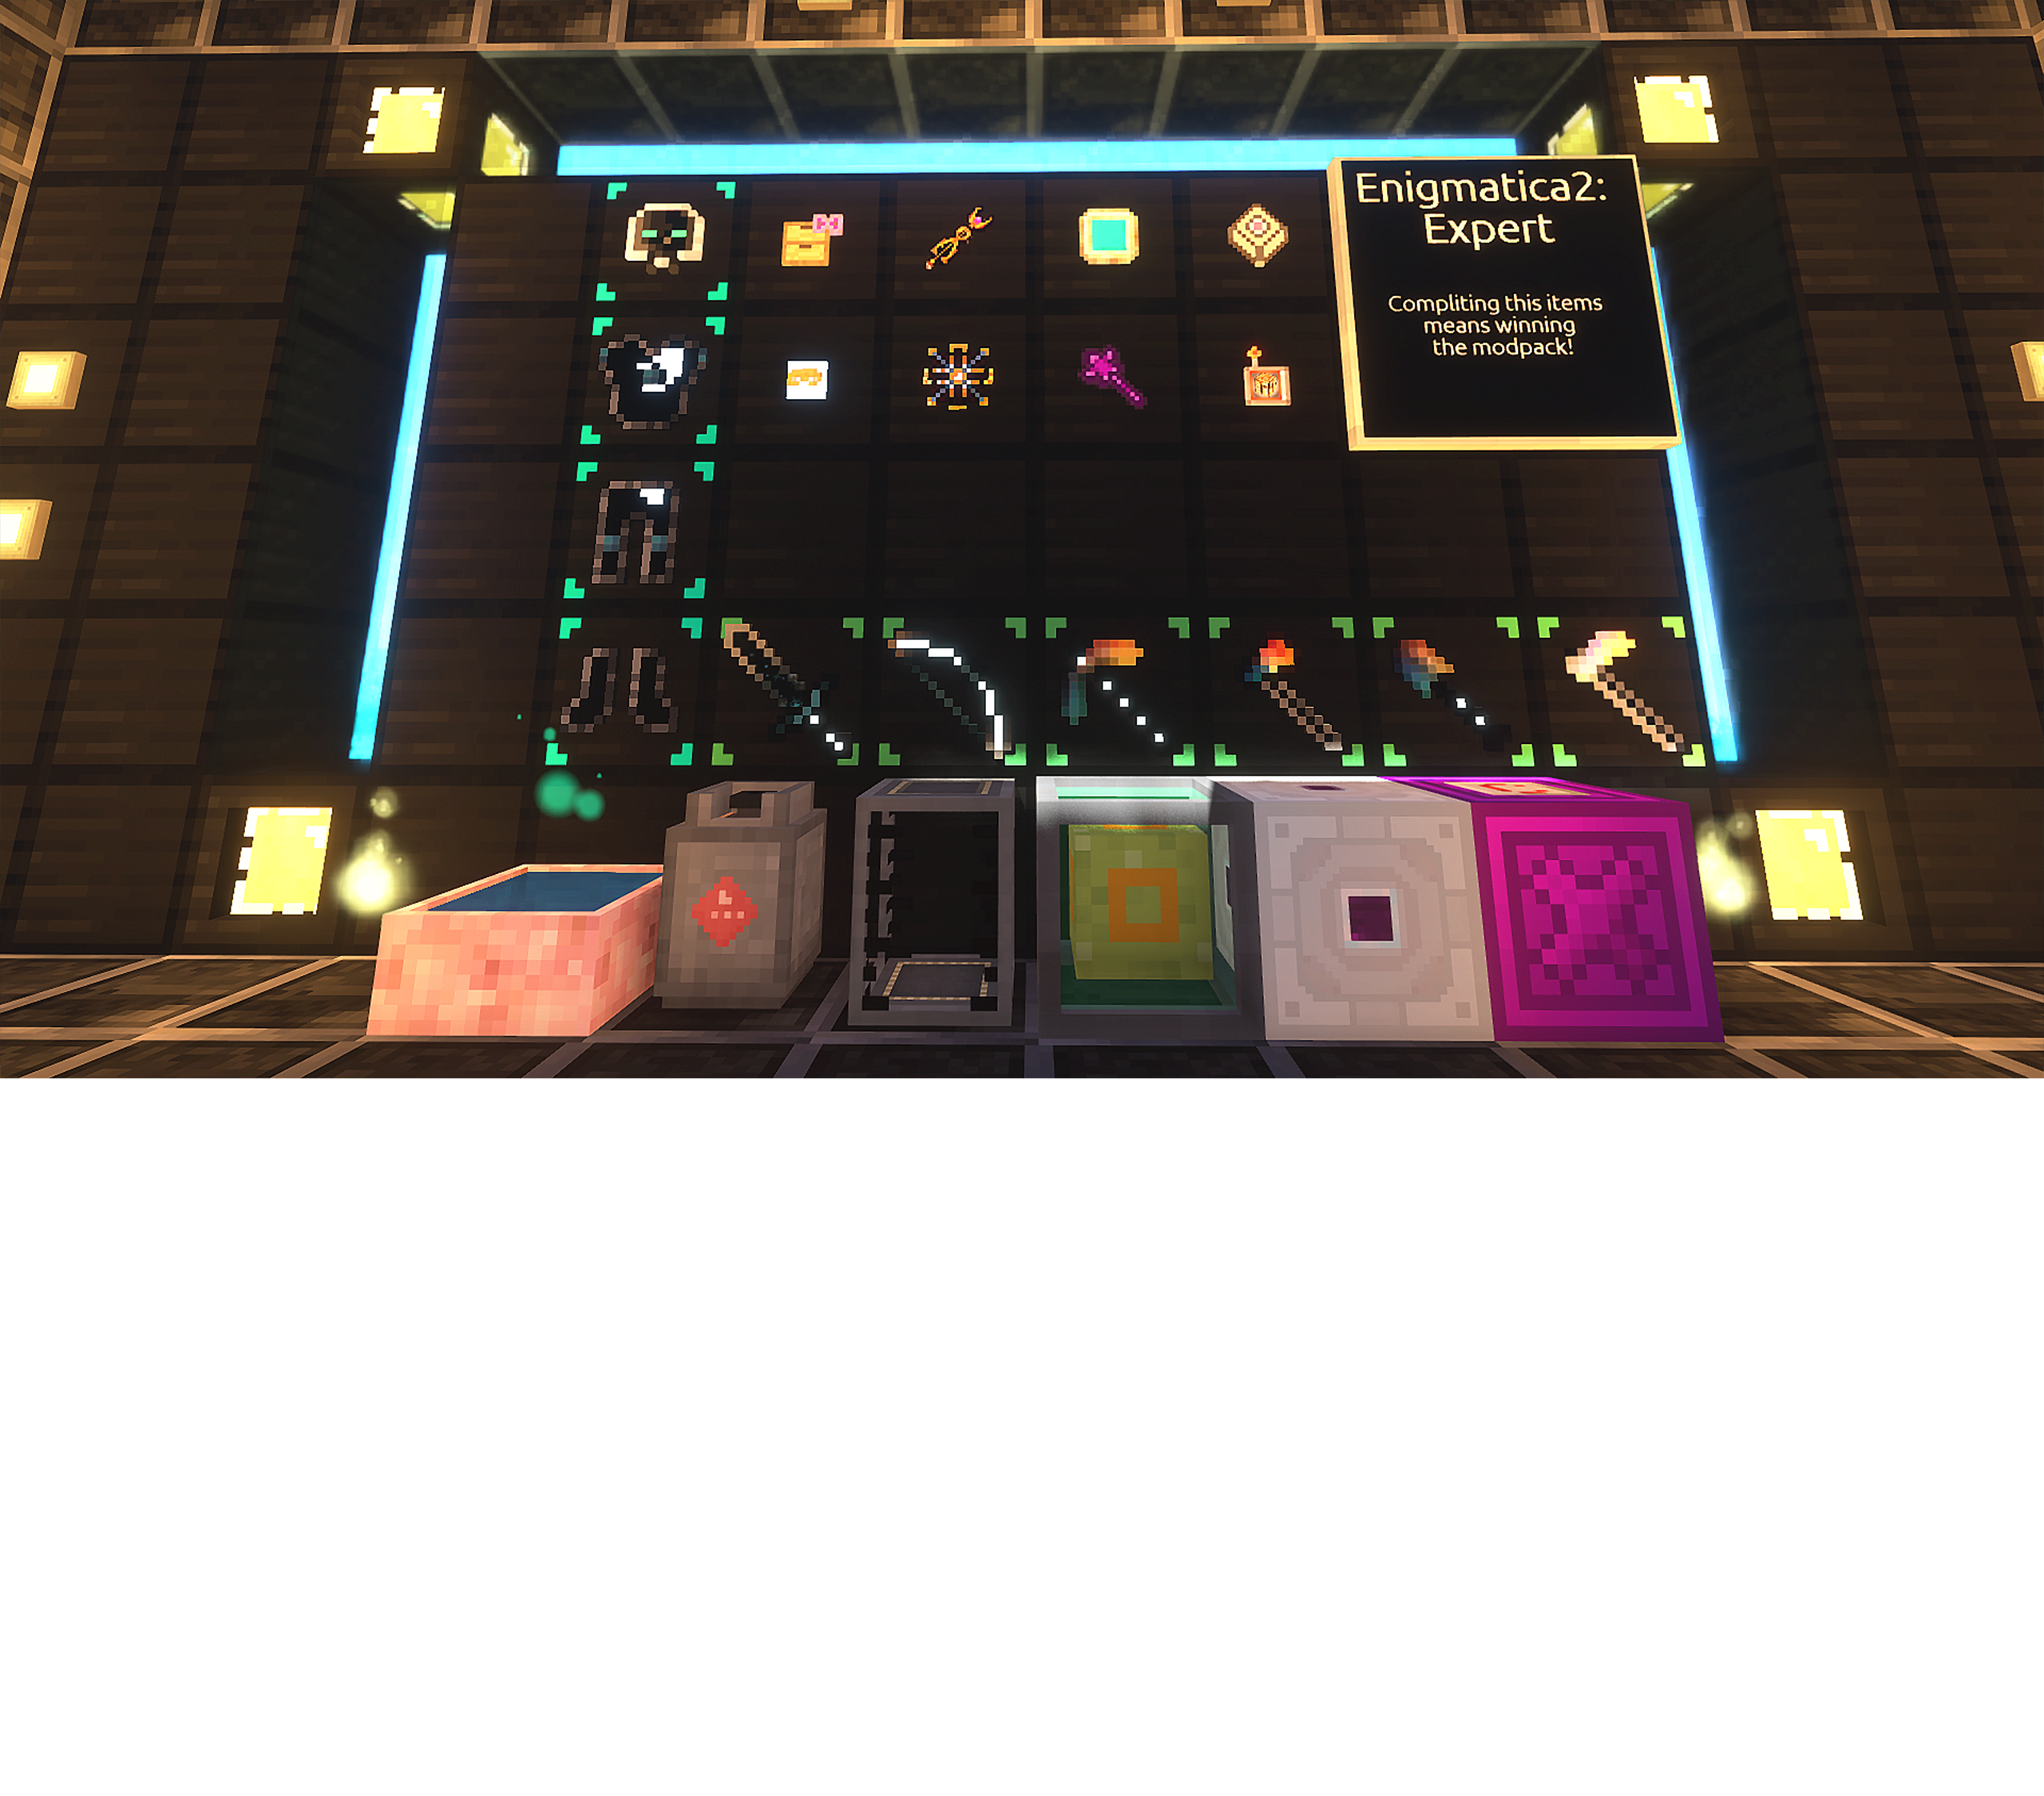 Enigmatica2:
Expert
Compliting this items
means winning
the modpack!